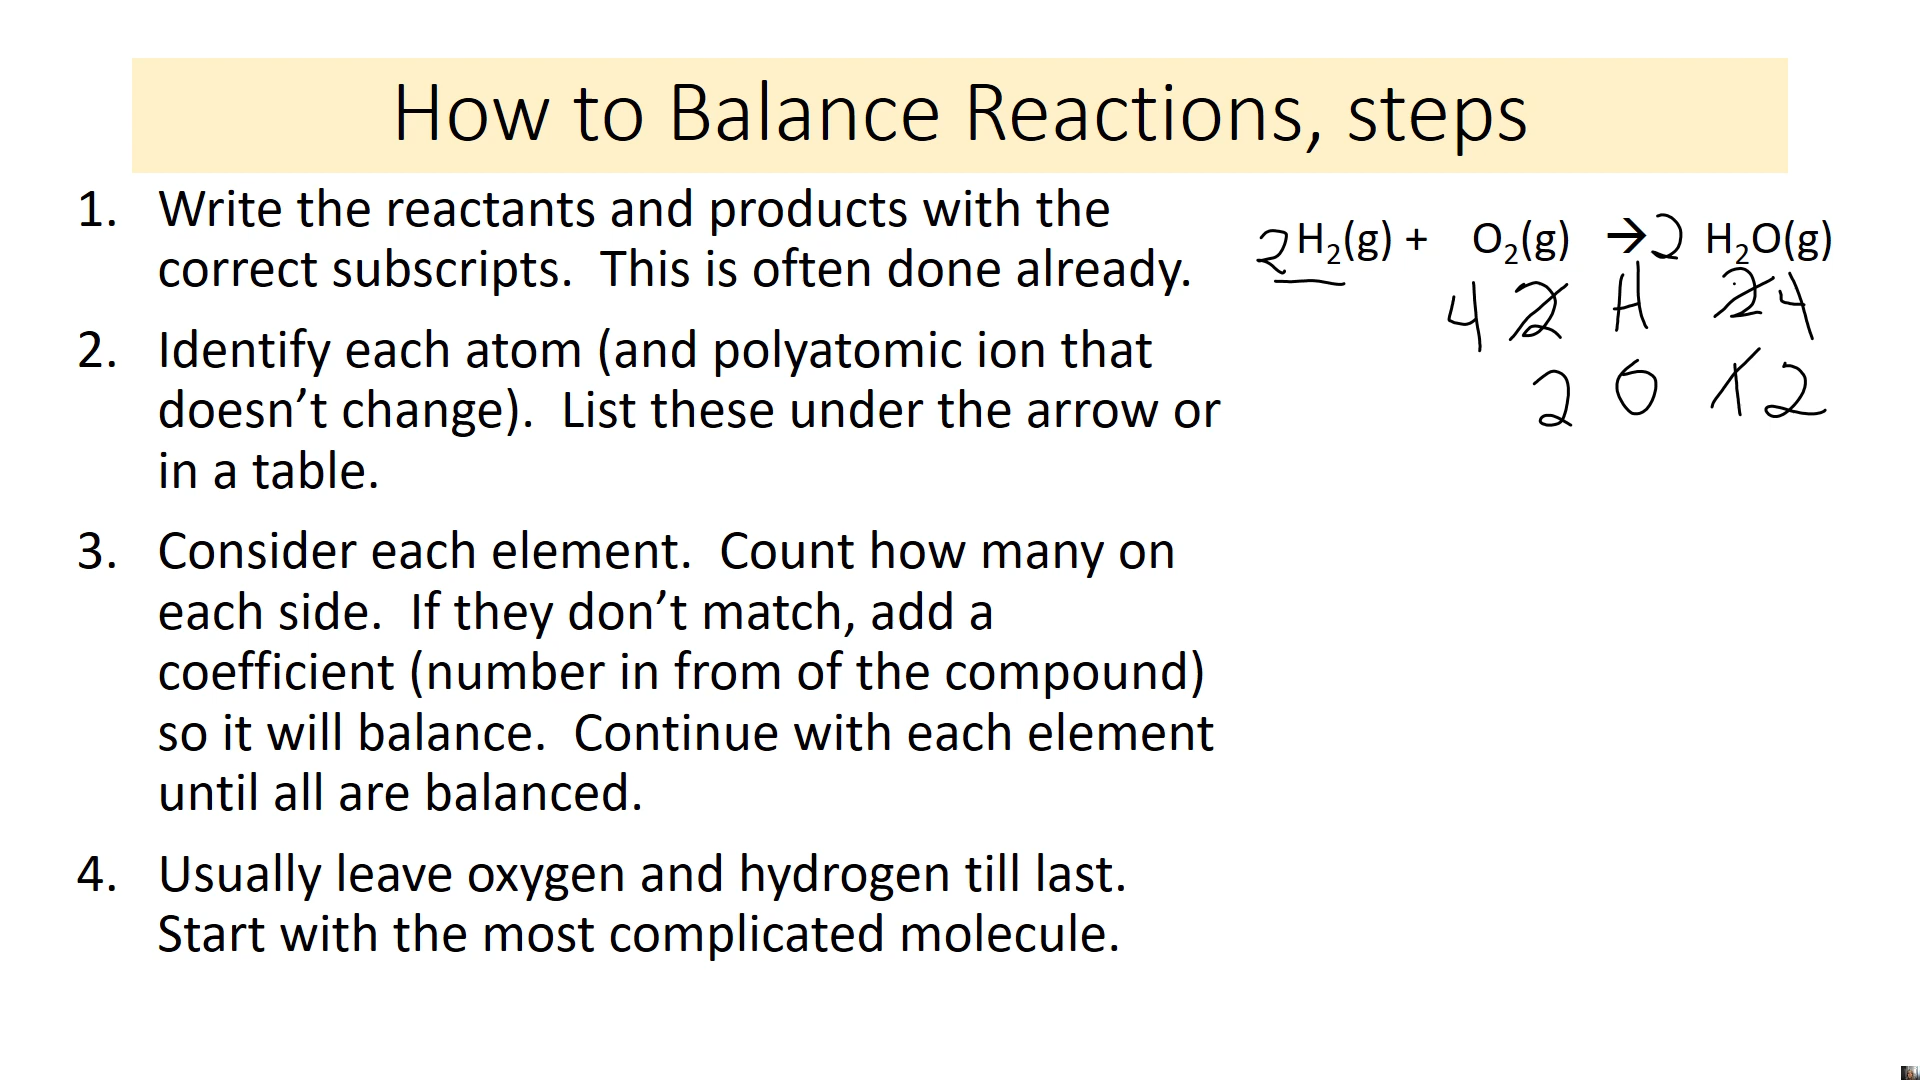 How to Balance Reactions, steps
1. Write the reactants and products with the
correct subscripts.  This is often done already.
2. Identify each atom (and polyatomic ion that
doesn’t change).  List these under the arrow or
in a table.
3. Consider each element.  Count how many on
each side.  If they don’t match, add a
coefficient (number in from of the compound)
so it will balance.  Continue with each element
until all are balanced.
4. Usually leave oxygen and hydrogen till last.
Start with the most complicated molecule.
2 H₂(g) + O₂(g) → 2 H₂O(g)
4 2 H 2 4
2 O 1 2